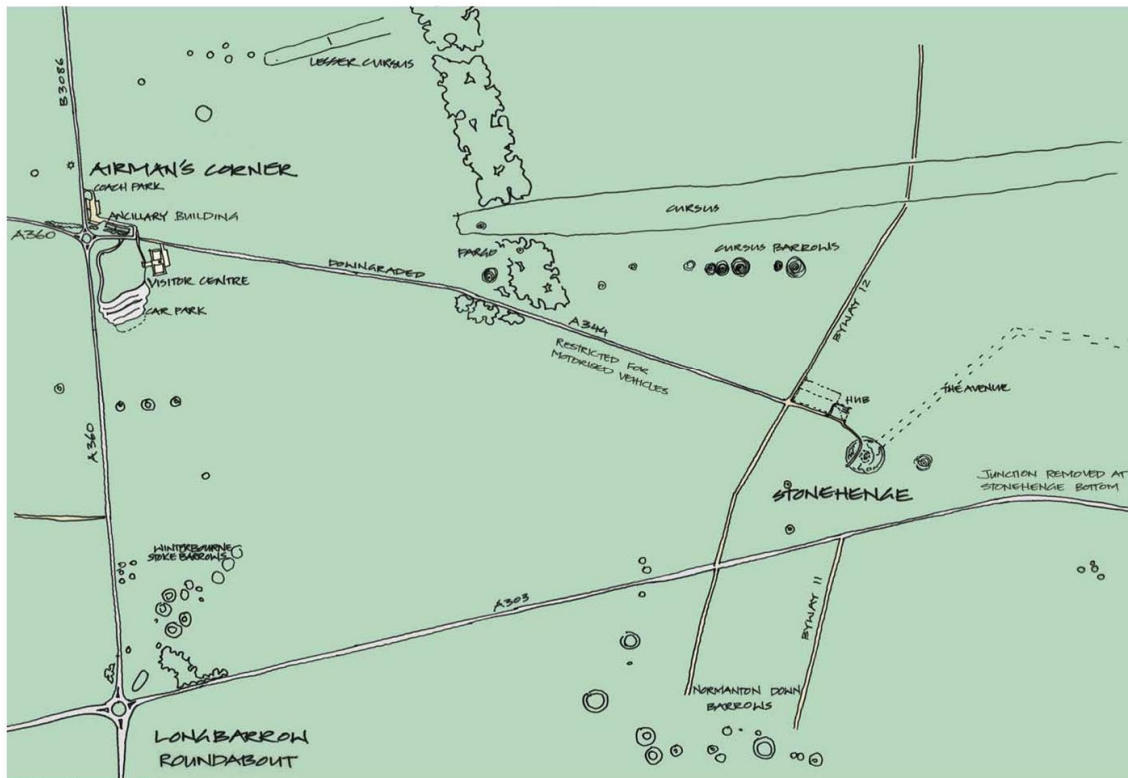 LESSER CURSUS
B3086
AIRMAN'S CORNER
COACH PARK
ANCILLARY BUILDING
A360
CURSUS
FARGO
CURSUS BARROWS
DOWNGRADED
VISITOR CENTRE
CAR PARK
BYWAY 12
A344
RESTRICTED FOR
MOTORISED VEHICLES
THE AVENUE
HUB
A360
JUNCTION REMOVED AT
STONEHENGE BOTTOM
STONEHENGE
WINTERBOURNE
STOKE BARROWS
A303
BYWAY 11
NORMANTON DOWN
BARROWS
LONGBARROW
ROUNDABOUT